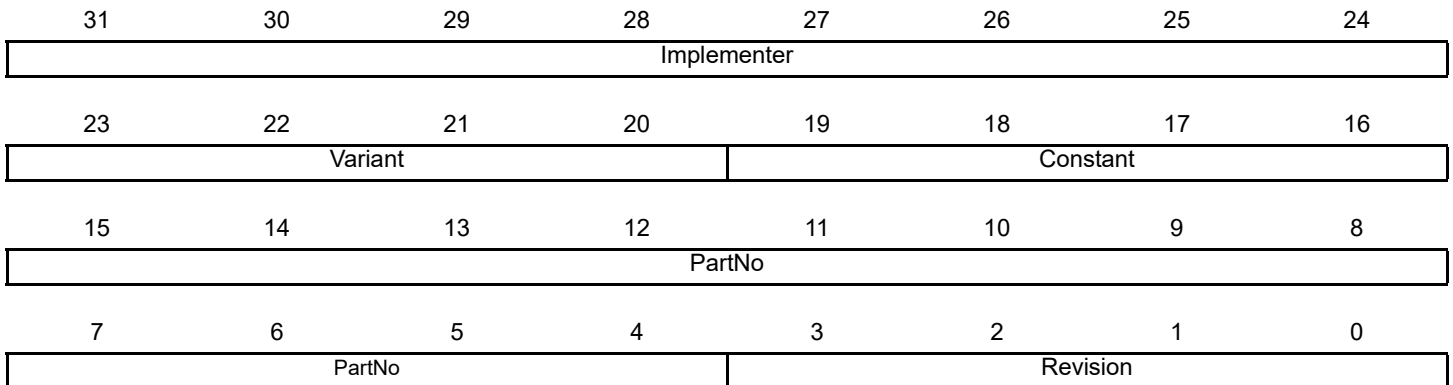 31 30 29 28 27 26 25 24
Implementer
23 22 21 20 19 18 17 16
Variant Constant
15 14 13 12 11 10 9 8
PartNo
7 6 5 4 3 2 1 0
PartNo Revision